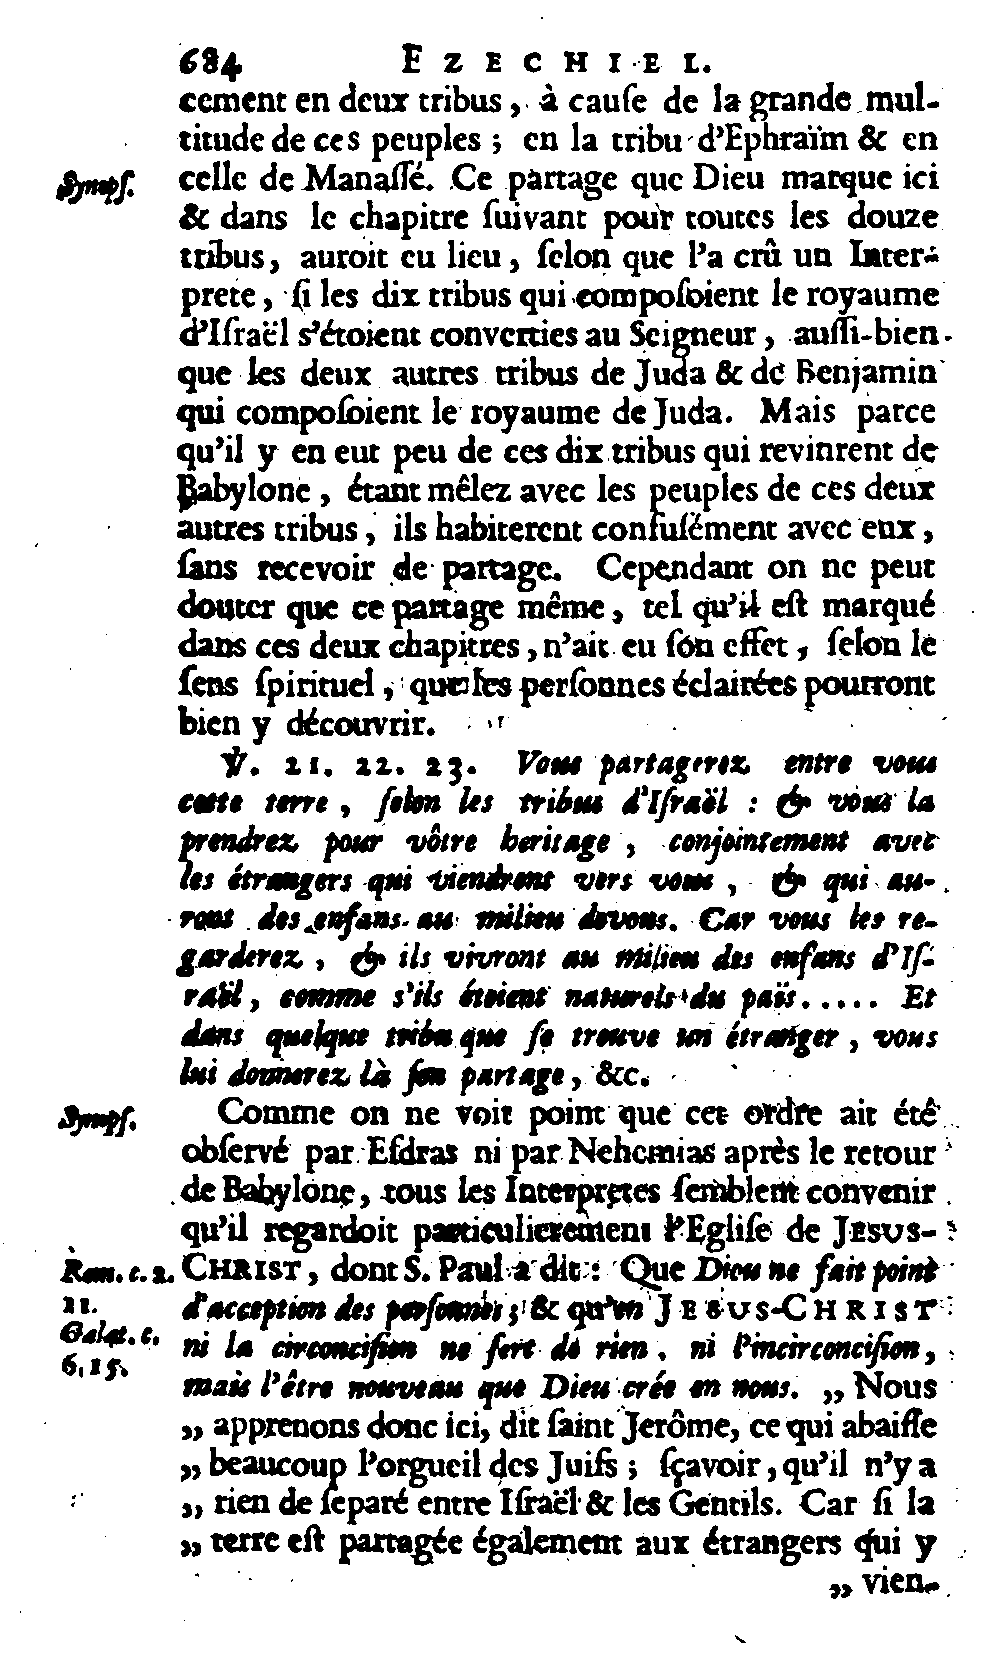 684 EZECHIEL.
cement en deux tribus, à cauſe de la grande mul-
titude de ces peuples ; en la tribu d'Ephraïm & en
Synopſ. celle de Manaſſé. Ce partage que Dieu marque ici
& dans le chapitre ſuivant pour toutes les douze
tribus, auroit eu lieu, ſelon que l'a crû un Inter-
prete, ſi les dix tribus qui compoſoient le royaume
d'Iſraël s'étoient converties au Seigneur, auſſi-bien
que les deux autres tribus de Juda & de Benjamin
qui compoſoient le royaume de Juda. Mais parce
qu'il y en eut peu de ces dix tribus qui revinrent de
Babylone, étant mêlez avec les peuples de ces deux
autres tribus, ils habiterent confuſément avec eux,
ſans recevoir de partage. Cependant on ne peut
douter que ce partage même, tel qu'il eſt marqué
dans ces deux chapitres, n'ait eu ſon effet, ſelon le
ſens ſpirituel, que les perſonnes éclairées pourront
bien y découvrir.
℣. 21. 22. 23. Vous partagerez entre vous
cette terre, ſelon les tribus d'Iſraël : & vous la
prendrez pour vôtre heritage, conjointement avec
les étrangers qui viendront vers vous, & qui au-
ront des enfans au milieu de vous. Car vous les re-
garderez, & ils vivront au milieu des enfans d'Iſ-
raël, comme s'ils étoient naturels du païs..... Et
dans quelque tribu que ſe trouve un étranger, vous
lui donnerez là ſon partage, &c.
Synopſ. Comme on ne voit point que cet ordre ait été
obſervé par Eſdras ni par Nehemias après le retour
de Babylone, tous les Interpretes ſemblent convenir
qu'il regardoit particulierement l'Egliſe de JESUS-
Rom. c. 2. CHRIST, dont S. Paul a dit : Que Dieu ne fait point
11. d'acception des perſonnes ; & qu'en JESUS-CHRIST
Galat. c. ni la circonciſion ne ſert de rien, ni l'incirconciſion,
6, 15. mais l'être nouveau que Dieu crée en nous. „ Nous
„ apprenons donc ici, dit ſaint Jerôme, ce qui abaiſſe
„ beaucoup l'orgueil des Juifs ; ſçavoir, qu'il n'y a
„ rien de ſeparé entre Iſraël & les Gentils. Car ſi la
„ terre eſt partagée également aux étrangers qui y
„ vien-